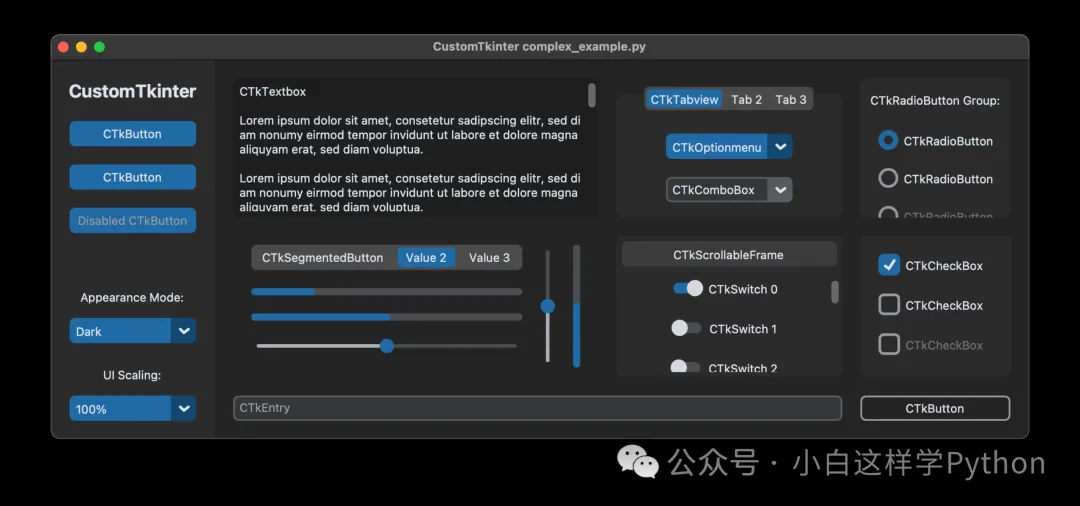 CustomTkinter complex_example.py
CustomTkinter
CTkButton
CTkButton
Disabled CTkButton
Appearance Mode:
Dark
UI Scaling:
100%
CTkTextbox
Lorem ipsum dolor sit amet, consetetur sadipscing elitr, sed di
am nonumy eirmod tempor invidunt ut labore et dolore magna
aliquyam erat, sed diam voluptua.
Lorem ipsum dolor sit amet, consetetur sadipscing elitr, sed di
am nonumy eirmod tempor invidunt ut labore et dolore magna
aliquyam erat, sed diam voluptua.
CTkTabview Tab 2 Tab 3
CTkOptionmenu
CTkComboBox
CTkRadioButton Group:
CTkRadioButton
CTkRadioButton
CTkRadioButton
CTkSegmentedButton Value 2 Value 3
CTkScrollableFrame
CTkSwitch 0
CTkSwitch 1
CTkSwitch 2
CTkCheckBox
CTkCheckBox
CTkCheckBox
CTkEntry
CTkButton
公众号 · 小白这样学Python